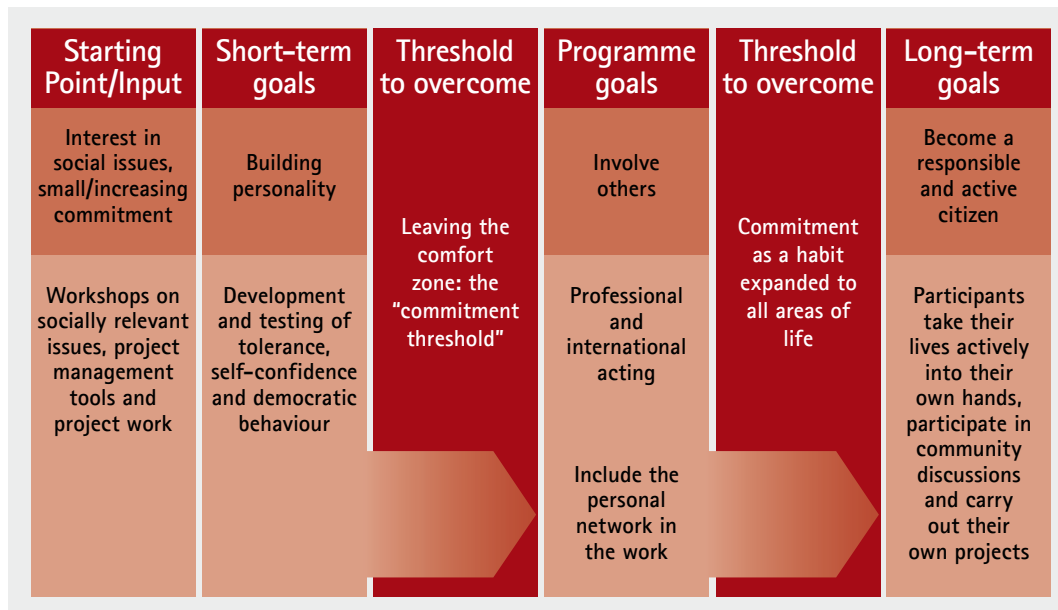 Starting
Point/Input
Short-term
goals
Threshold
to overcome
Programme
goals
Threshold
to overcome
Long-term
goals
Interest in
social issues,
small/increasing
commitment
Building
personality
Leaving the
comfort
zone: the
"commitment
threshold"
Involve
others
Commitment
as a habit
expanded to
all areas of
life
Become a
responsible
and active
citizen
Workshops on
socially relevant
issues, project
management
tools and
project work
Development
and testing of
tolerance,
self-confidence
and democratic
behaviour
Professional
and
international
acting
Include the
personal
network in
the work
Participants
take their
lives actively
into their
own hands,
participate in
community
discussions
and carry
out their
own projects